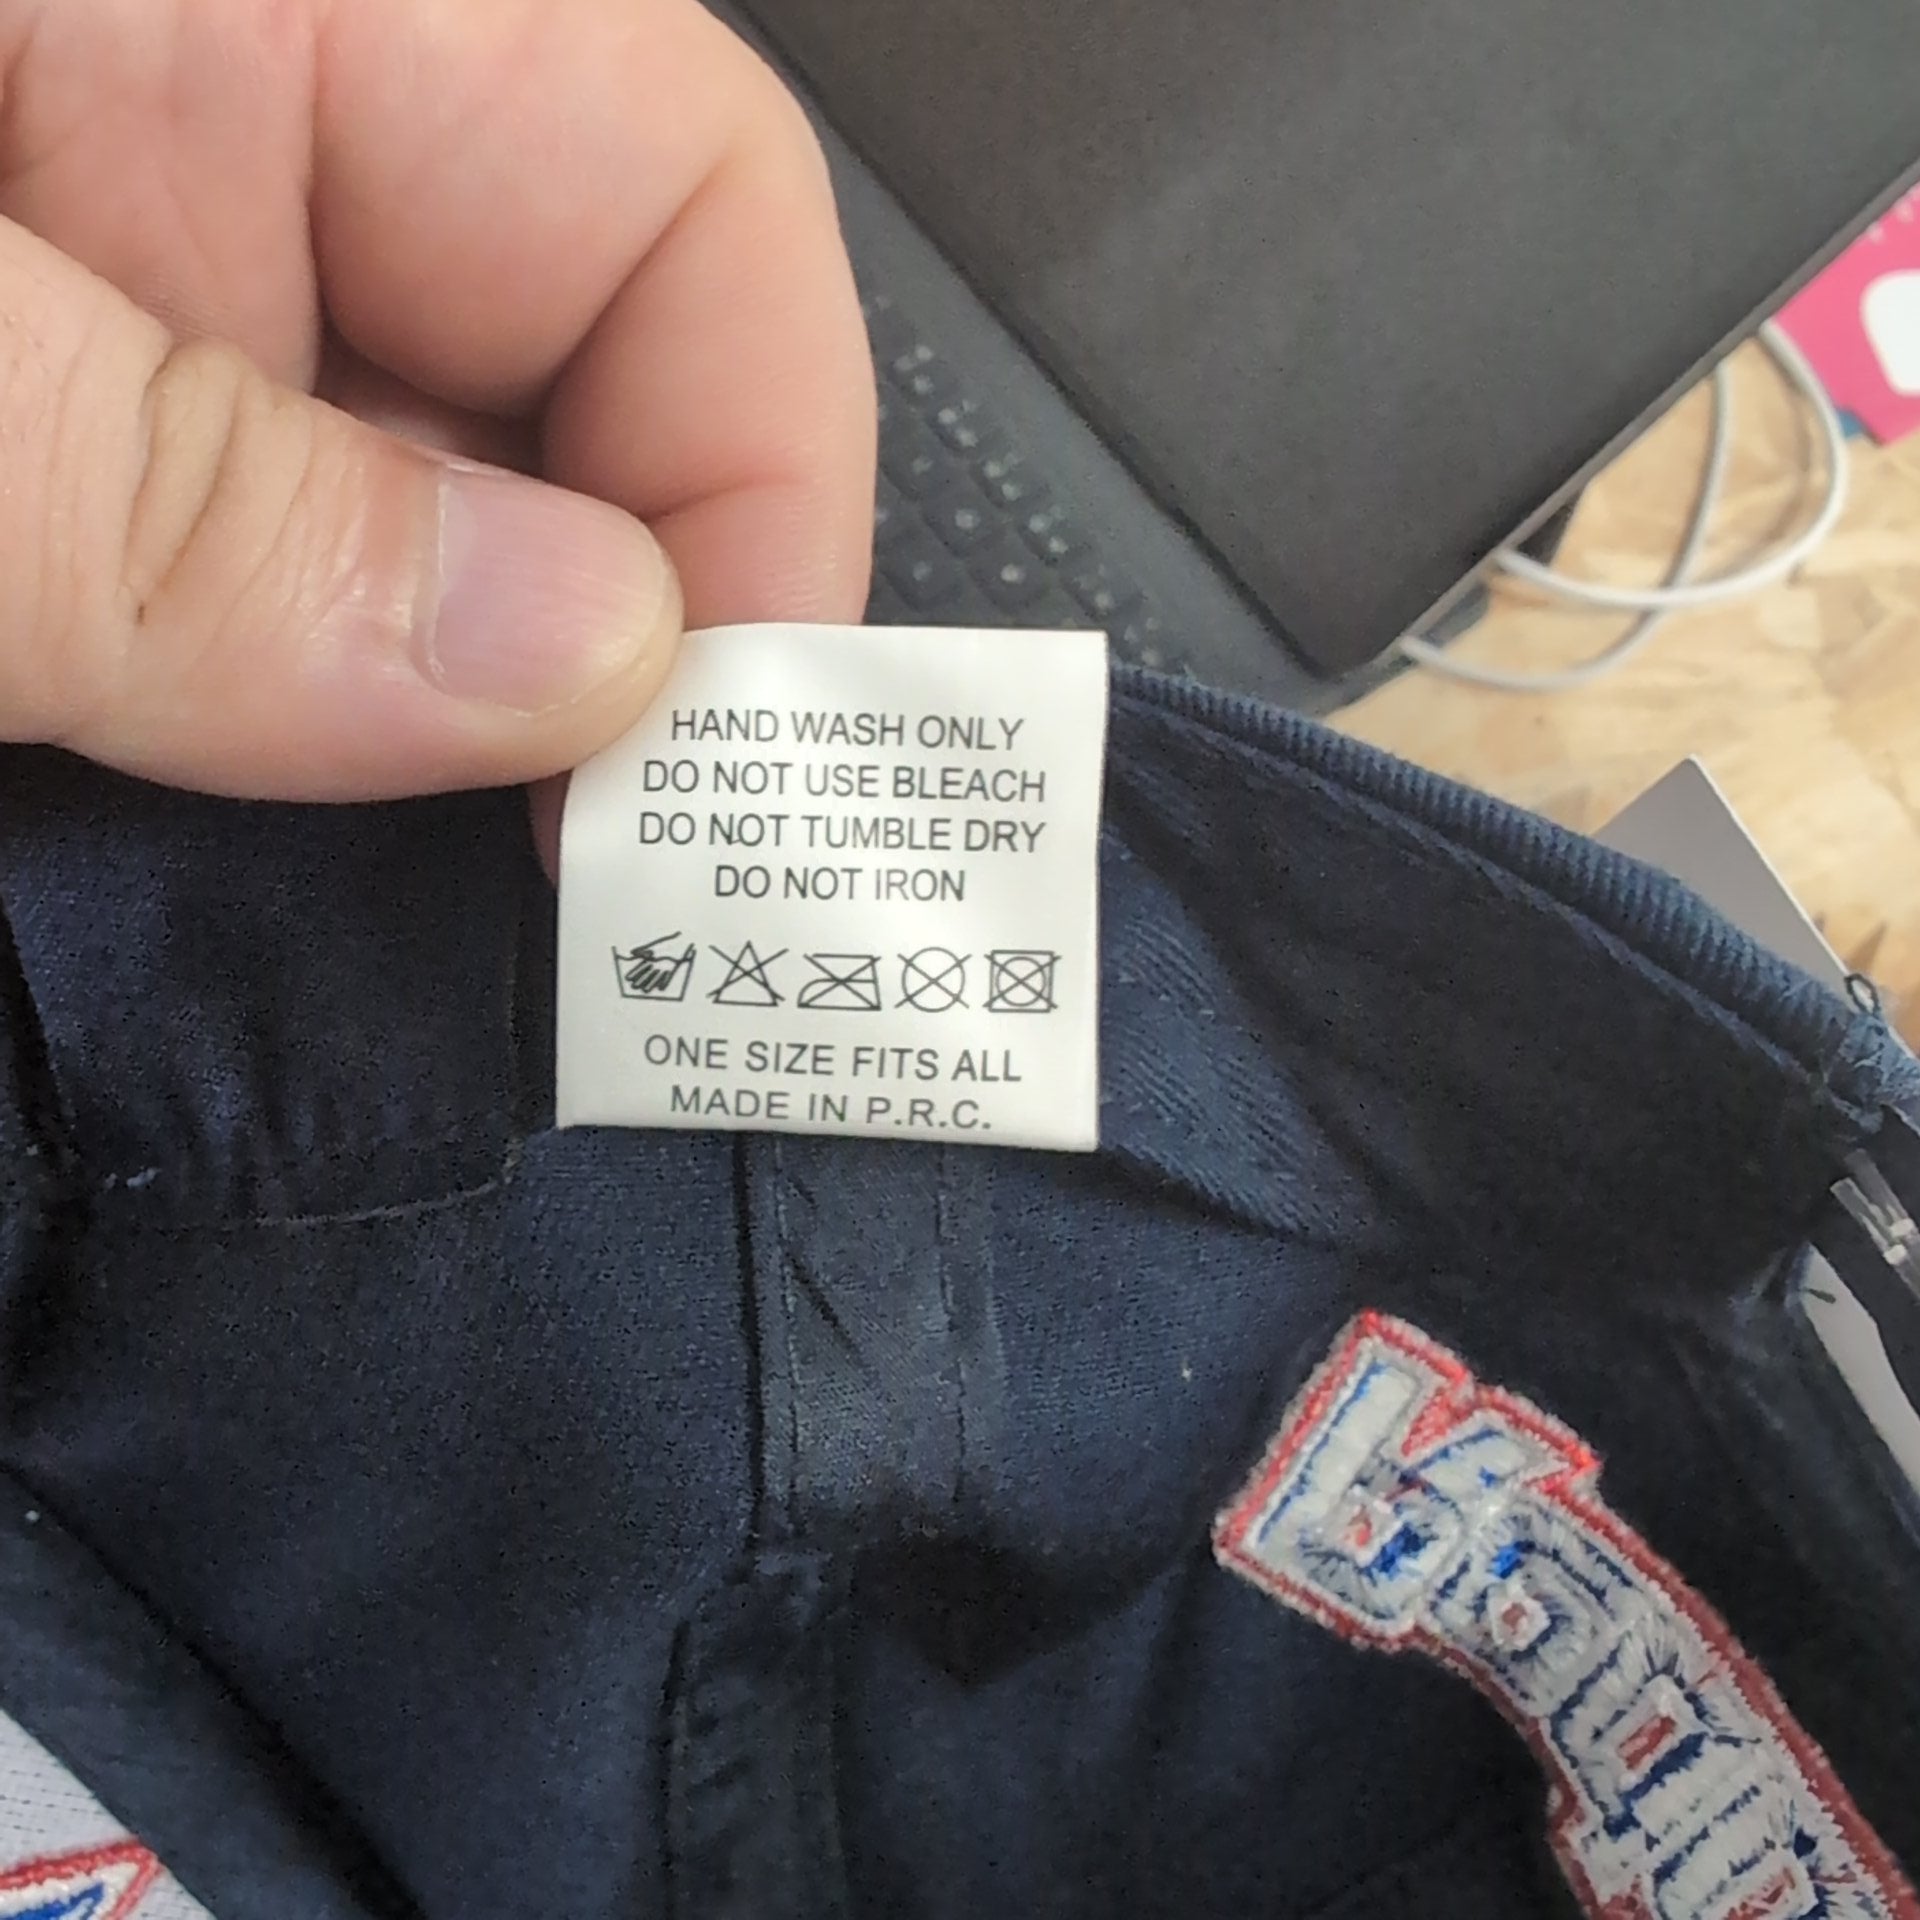 HAND WASH ONLY
DO NOT USE BLEACH
DO NOT TUMBLE DRY
DO NOT IRON
ONE SIZE FITS ALL
MADE IN P.R.C.